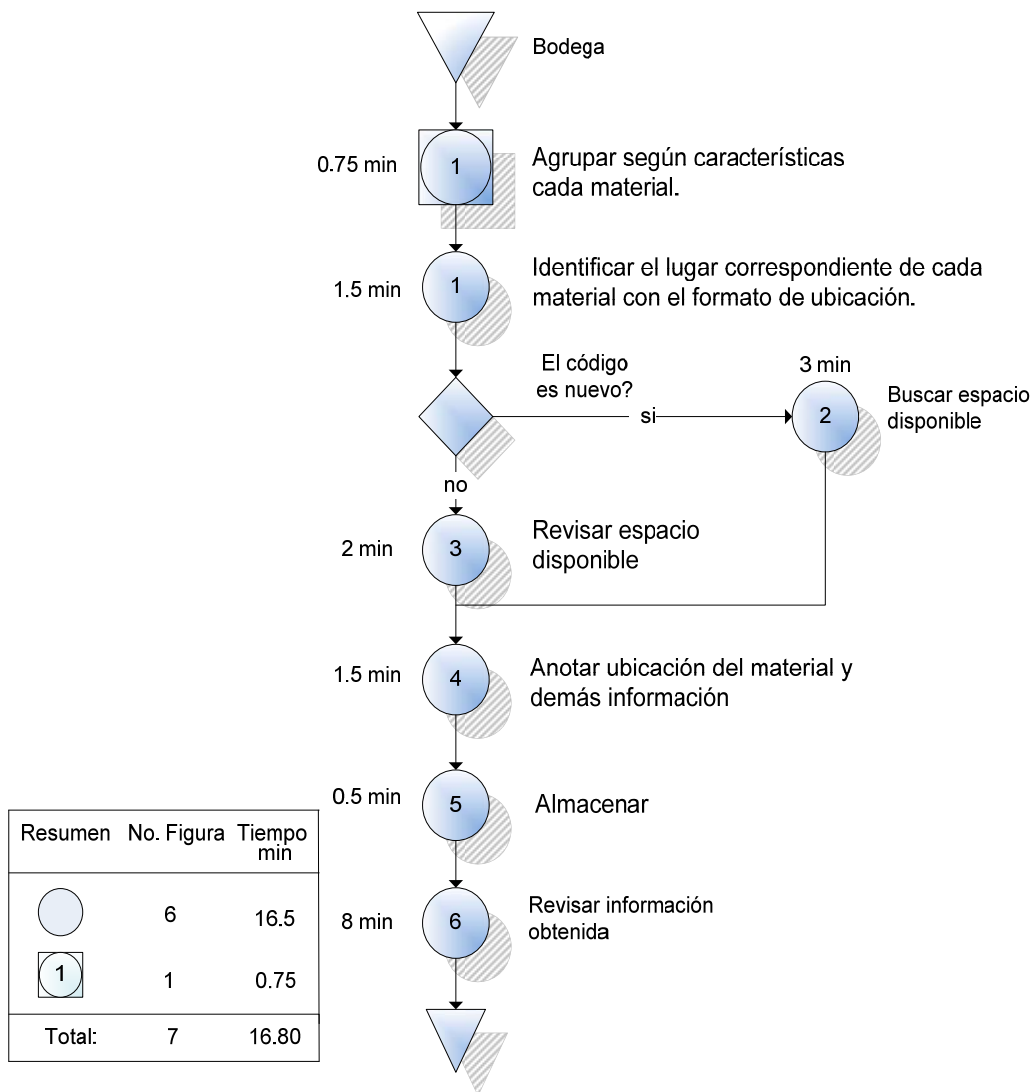 Bodega
0.75 min
1
Agrupar según características
cada material.
1.5 min
1
Identificar el lugar correspondiente de cada
material con el formato de ubicación.
El código
es nuevo?
si
3 min
2
Buscar espacio
disponible
no
2 min
3
Revisar espacio
disponible
1.5 min
4
Anotar ubicación del material y
demás información
0.5 min
5
Almacenar
8 min
6
Revisar información
obtenida
Resumen No. Figura Tiempo
min
6 16.5
1 1 0.75
Total: 7 16.80